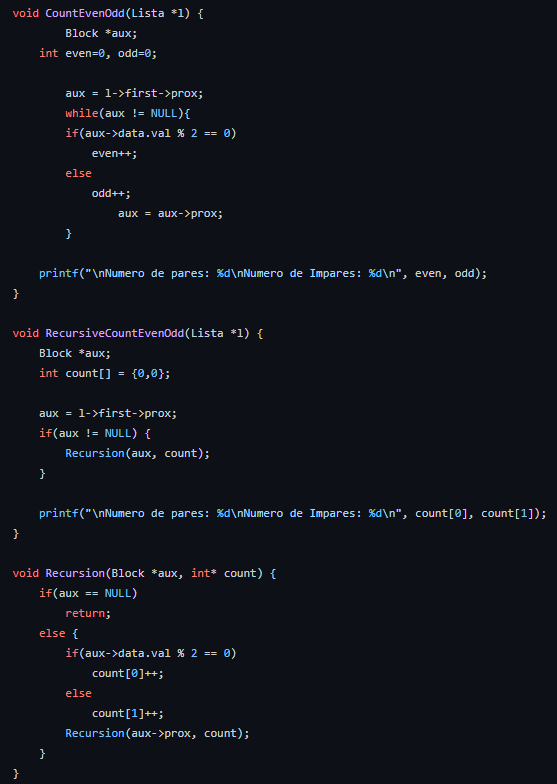 void CountEvenOdd(Lista *l) {
        Block *aux;
    int even=0, odd=0;

        aux = l->first->prox;
        while(aux != NULL){
        if(aux->data.val % 2 == 0)
            even++;
        else
            odd++;
                aux = aux->prox;
        }

    printf("\nNumero de pares: %d\nNumero de Impares: %d\n", even, odd);
}

void RecursiveCountEvenOdd(Lista *l) {
    Block *aux;
    int count[] = {0,0};

    aux = l->first->prox;
    if(aux != NULL) {
        Recursion(aux, count);
    }

    printf("\nNumero de pares: %d\nNumero de Impares: %d\n", count[0], count[1]);
}

void Recursion(Block *aux, int* count) {
    if(aux == NULL)
        return;
    else {
        if(aux->data.val % 2 == 0)
            count[0]++;
        else
            count[1]++;
        Recursion(aux->prox, count);
    }
}